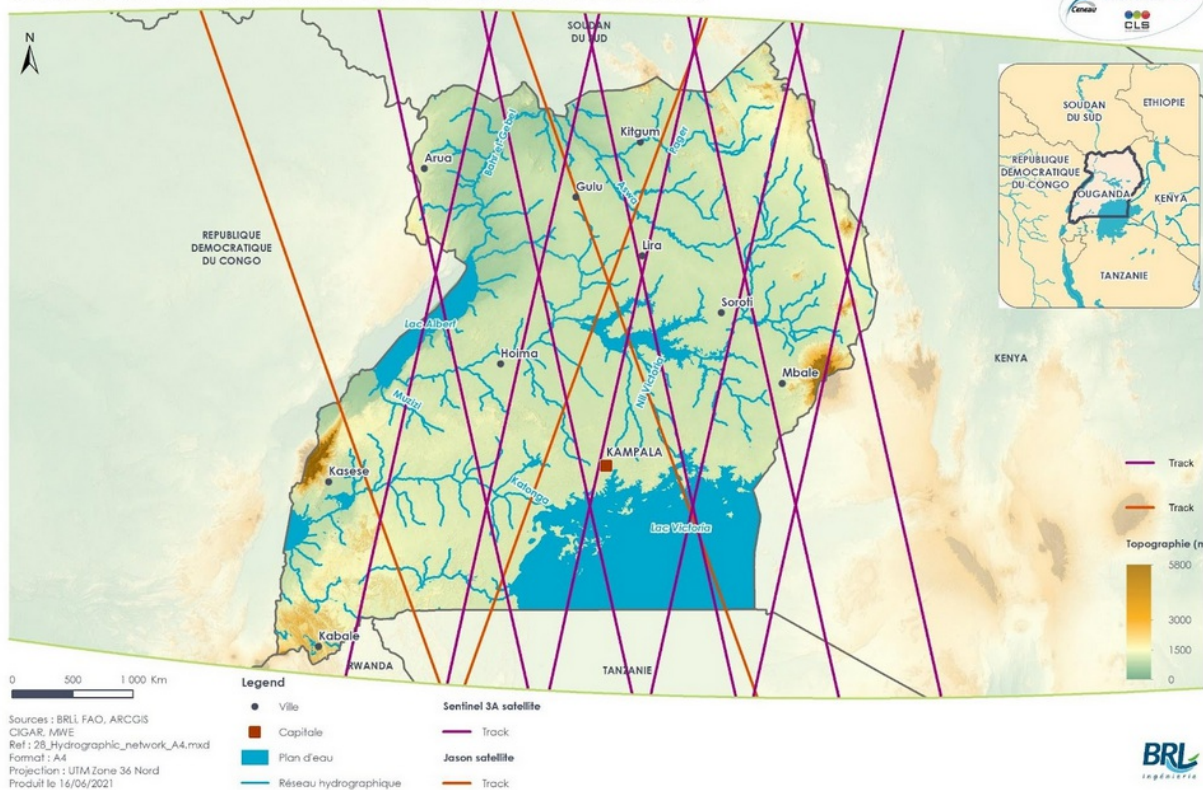 Ceneau
CLS
N
SOUDAN
DU SUD
SOUDAN
DU SUD
ETHIOPIE
REPUBLIQUE
DEMOCRATIQUE
DU CONGO
OUGANDA
KENYA
TANZANIE
Kitgum
Pager
Bahr-el-Gebel
Arua
Gulu
Aswa
REPUBLIQUE
DEMOCRATIQUE
DU CONGO
Lira
Soroti
Lac Albert
Hoima
Nil Victoria
Mbale
KENYA
Muzizi
KAMPALA
Kasese
Katonga
Lac Victoria
Track
Track
Topographie (m
5800
3000
1500
0
Kabale
RWANDA
TANZANIE
0 500 1 000 Km
Sources : BRLi, FAO, ARCGIS
CIGAR, MWE
Ref : 28_Hydrographic_network_A4.mxd
Format : A4
Projection : UTM Zone 36 Nord
Produit le 16/06/2021
Legend
Ville
Capitale
Plan d'eau
Réseau hydrographique
Sentinel 3A satellite
Track
Jason satellite
Track
BRL
Ingénierie